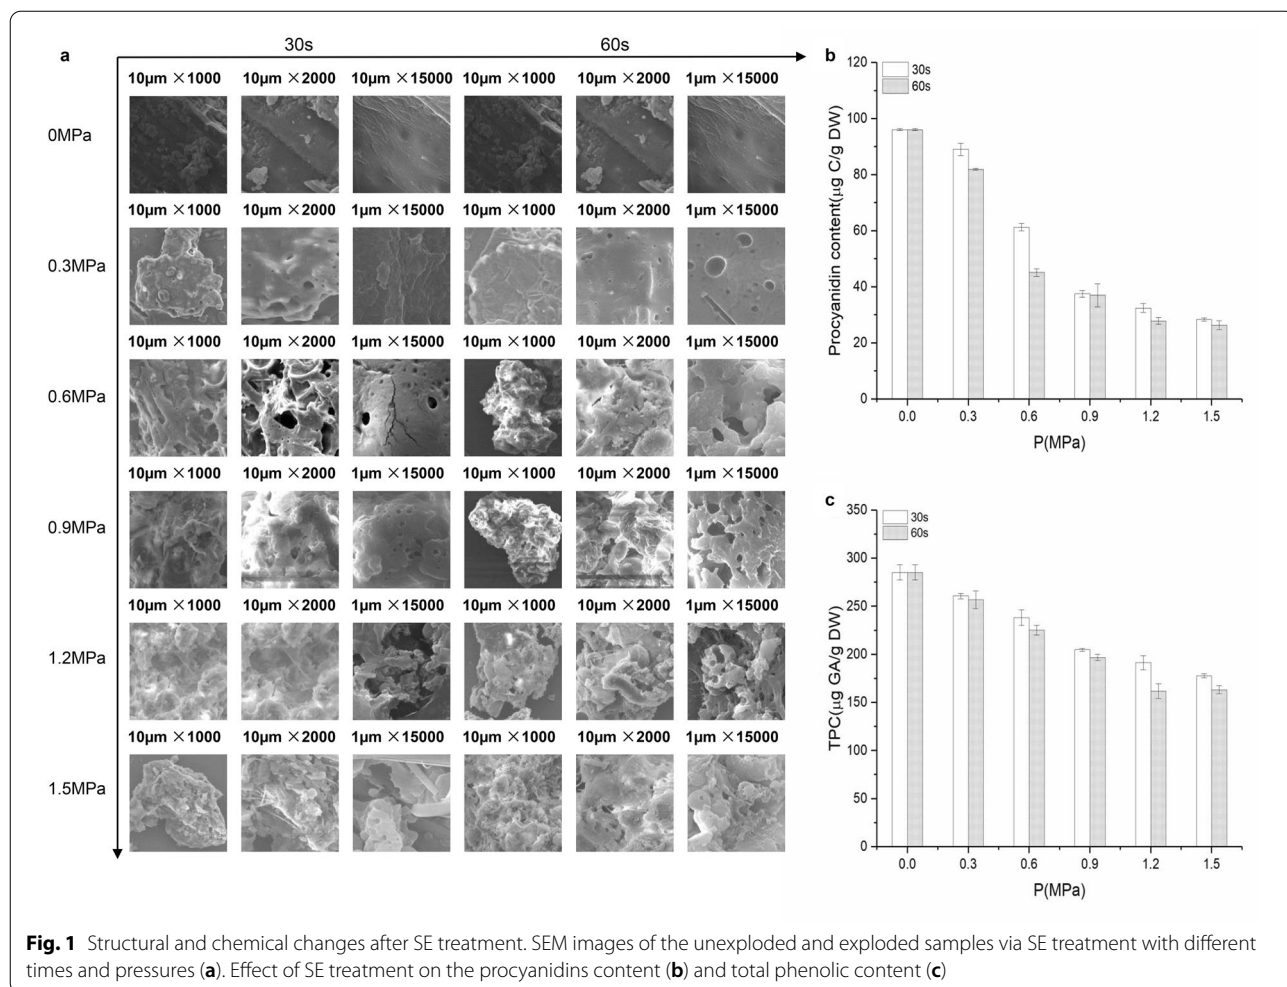 a
30s
60s
10µm ×1000 10µm ×2000 1µm ×15000 10µm ×1000 10µm ×2000 1µm ×15000
0MPa
10µm ×1000 10µm ×2000 1µm ×15000 10µm ×1000 10µm ×2000 1µm ×15000
0.3MPa
10µm ×1000 10µm ×2000 1µm ×15000 10µm ×1000 10µm ×2000 1µm ×15000
0.6MPa
10µm ×1000 10µm ×2000 1µm ×15000 10µm ×1000 10µm ×2000 1µm ×15000
0.9MPa
10µm ×1000 10µm ×2000 1µm ×15000 10µm ×1000 10µm ×2000 1µm ×15000
1.2MPa
10µm ×1000 10µm ×2000 1µm ×15000 10µm ×1000 10µm ×2000 1µm ×15000
1.5MPa
b
30s
60s
120
100
80
60
40
20
0
Procyanidin content(µg C/g DW)
0.0 0.3 0.6 0.9 1.2 1.5
P(MPa)
c
30s
60s
350
300
250
200
150
100
50
0
TPC(µg GA/g DW)
0.0 0.3 0.6 0.9 1.2 1.5
P(MPa)
Fig. 1 Structural and chemical changes after SE treatment. SEM images of the unexploded and exploded samples via SE treatment with different
times and pressures (a). Effect of SE treatment on the procyanidins content (b) and total phenolic content (c)